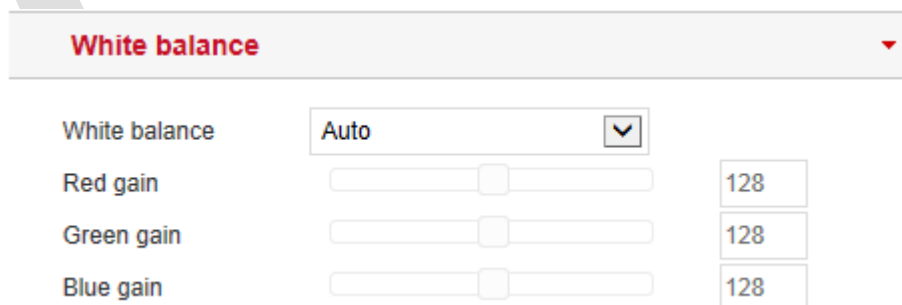 White balance
White balance Auto
Red gain 128
Green gain 128
Blue gain 128